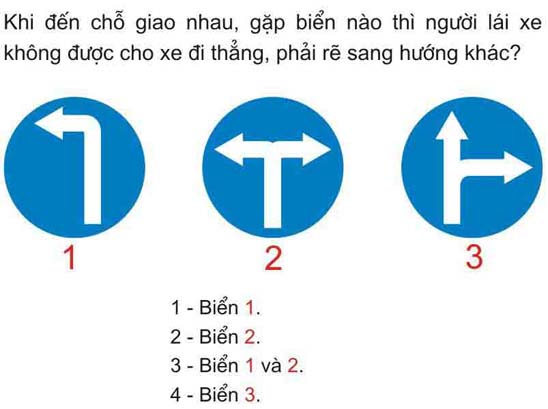 Khi đến chỗ giao nhau, gặp biển nào thì người lái xe
không được cho xe đi thẳng, phải rẽ sang hướng khác?
1 2 3
1 - Biển 1.
2 - Biển 2.
3 - Biển 1 và 2.
4 - Biển 3.